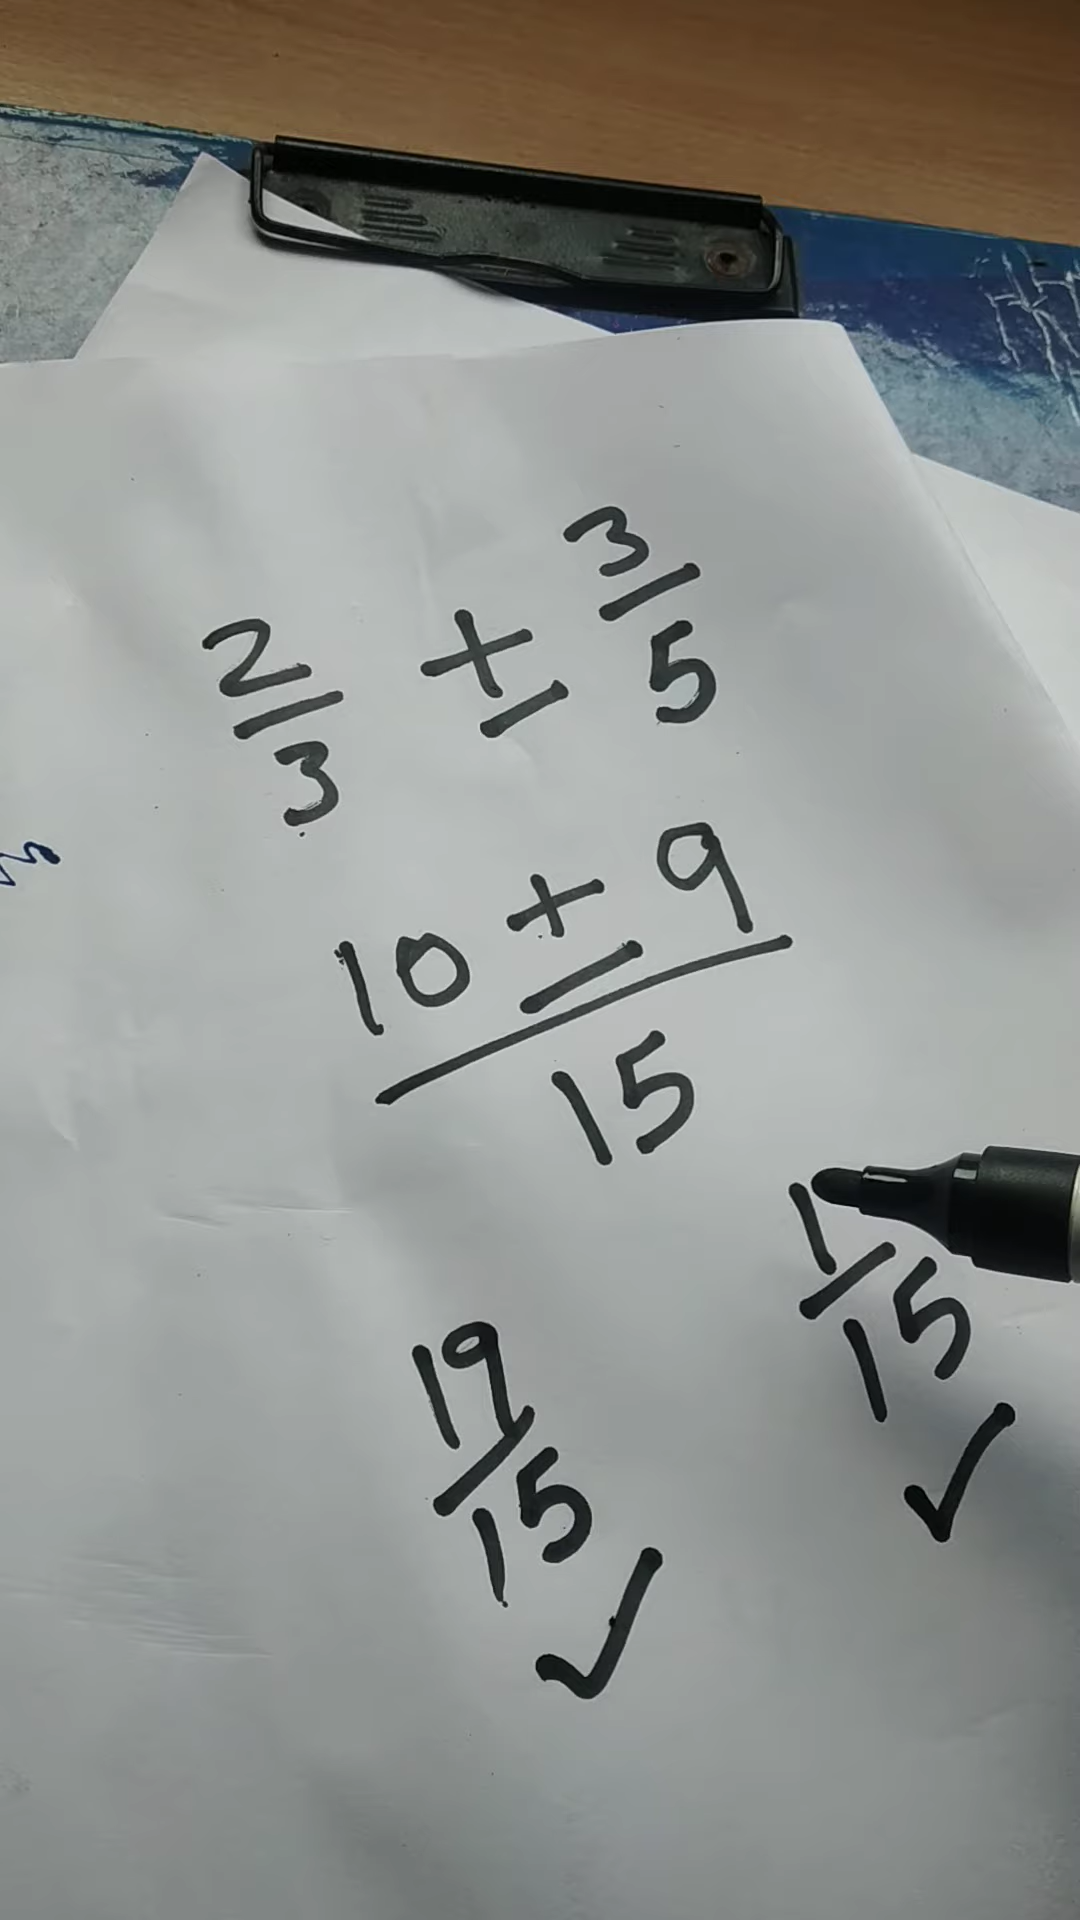 2/3 ± 3/5
10 ± 9
15
19/15 ✓
1/15 ✓